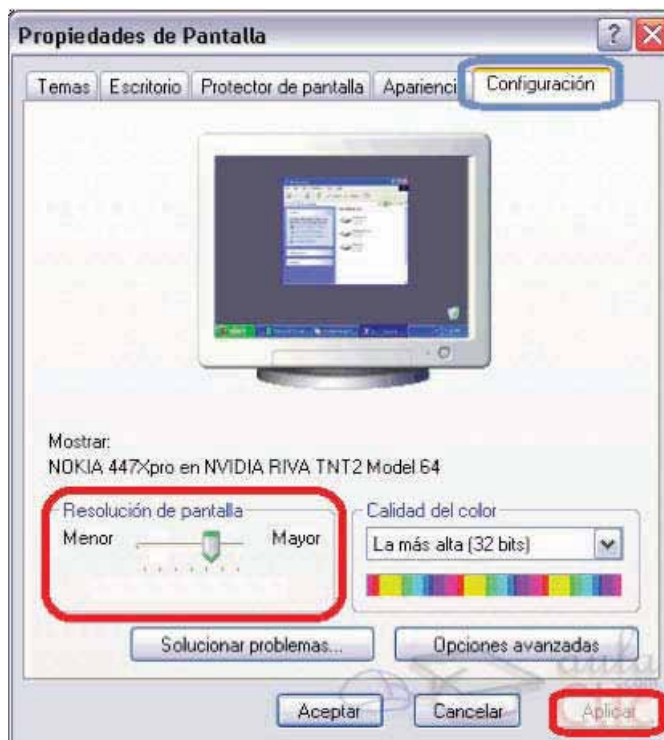 Propiedades de Pantalla
Temas Escritorio Protector de pantalla Aparienci Configuración
Mostrar:
NOKIA 447Xpro en NVIDIA RIVA TNT2 Model 64
Resolución de pantalla
Menor Mayor
Calidad del color
La más alta (32 bits)
Solucionar problemas... Opciones avanzadas
aula
Aceptar Cancelar Aplicar